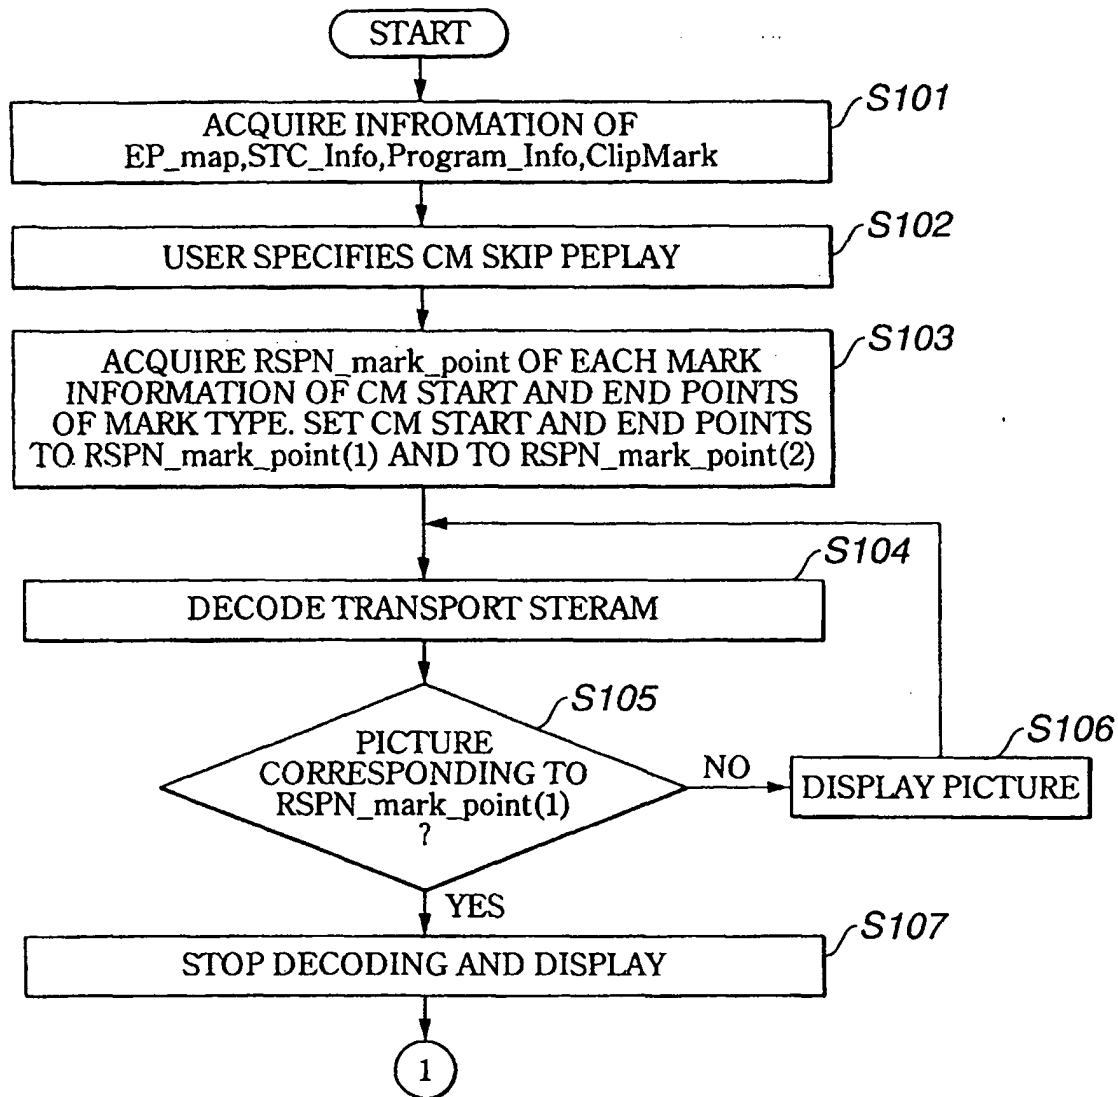 START
S101
ACQUIRE INFROMATION OF
EP_map,STC_Info,Program_Info,ClipMark
S102
USER SPECIFIES CM SKIP PEPLAY
S103
ACQUIRE RSPN_mark_point OF EACH MARK
INFORMATION OF CM START AND END POINTS
OF MARK TYPE. SET CM START AND END POINTS
TO RSPN_mark_point(1) AND TO RSPN_mark_point(2)
S104
DECODE TRANSPORT STERAM
S105
PICTURE
CORRESPONDING TO
RSPN_mark_point(1)
?
NO
S106
DISPLAY PICTURE
YES
S107
STOP DECODING AND DISPLAY
1